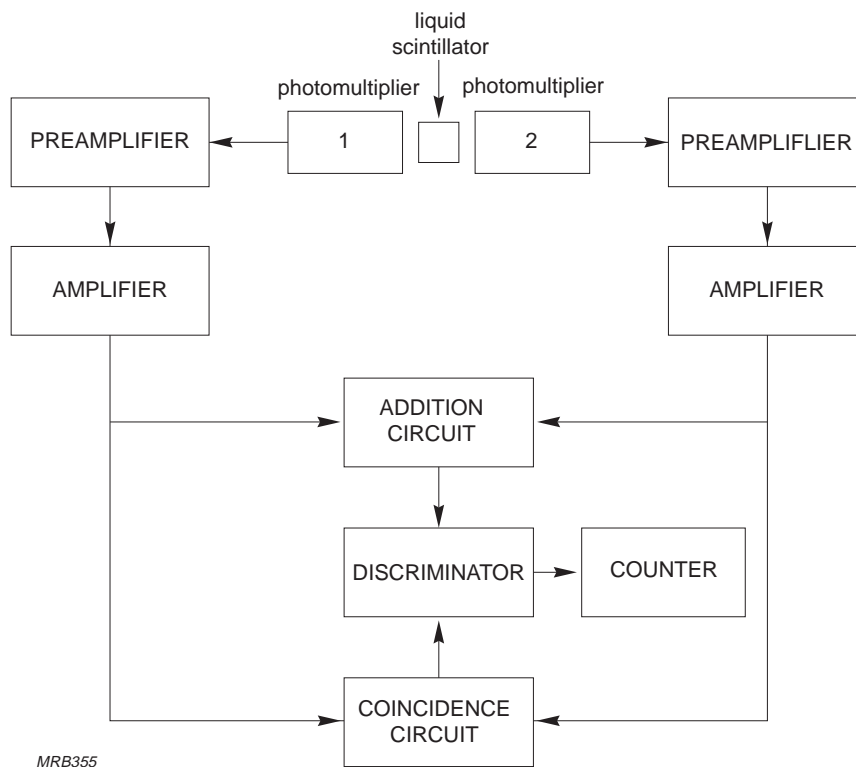 liquid
scintillator
photomultiplier
photomultiplier
PREAMPLIFIER
1
2
PREAMPLIFLIER
AMPLIFIER
AMPLIFIER
ADDITION
CIRCUIT
DISCRIMINATOR
COUNTER
COINCIDENCE
CIRCUIT
MRB355